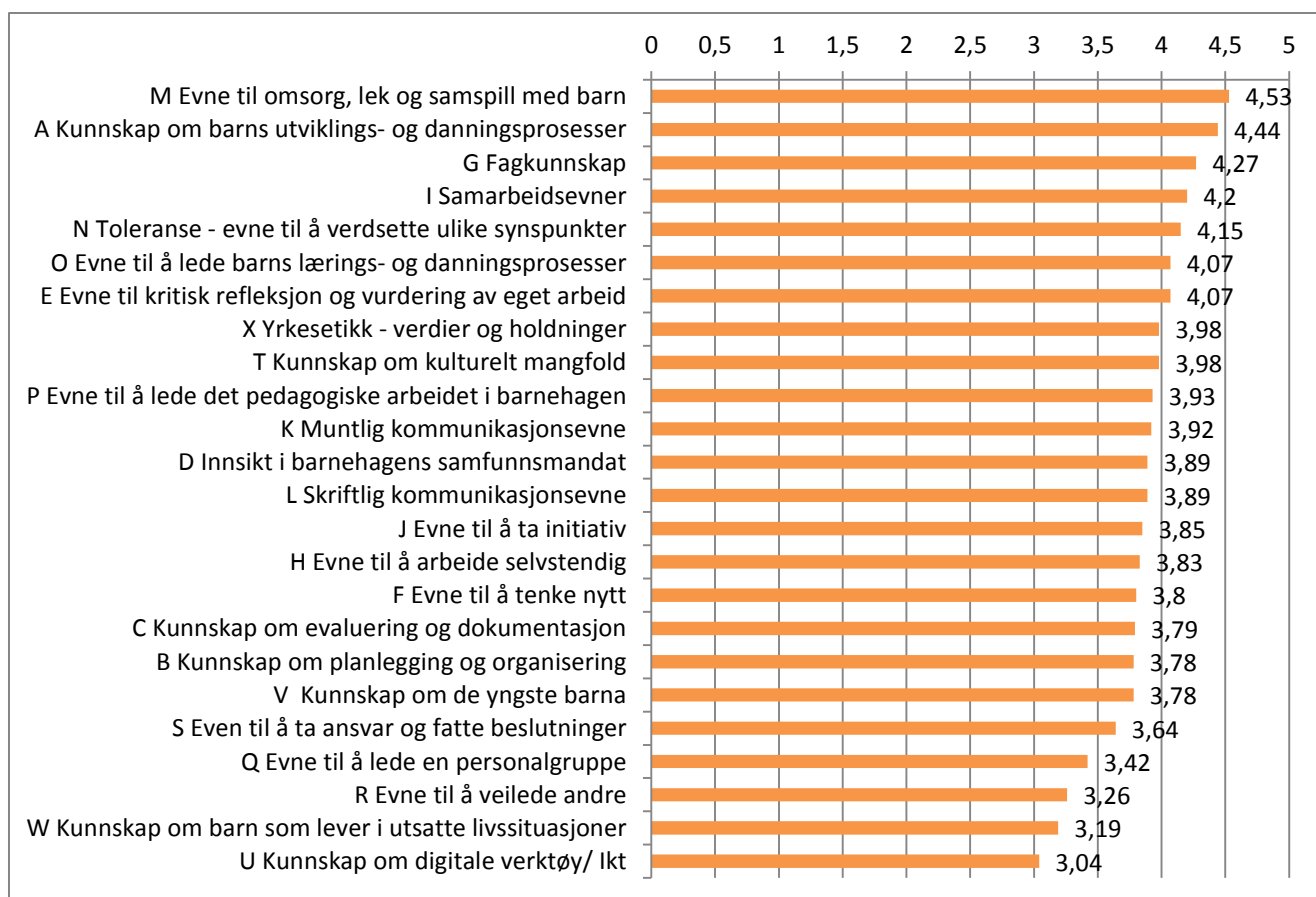 0 0,5 1 1,5 2 2,5 3 3,5 4 4,5 5
M Evne til omsorg, lek og samspill med barn 4,53
A Kunnskap om barns utviklings- og danningsprosesser 4,44
G Fagkunnskap 4,27
I Samarbeidsevner 4,2
N Toleranse - evne til å verdsette ulike synspunkter 4,15
O Evne til å lede barns lærings- og danningsprosesser 4,07
E Evne til kritisk refleksjon og vurdering av eget arbeid 4,07
X Yrkesetikk - verdier og holdninger 3,98
T Kunnskap om kulturelt mangfold 3,98
P Evne til å lede det pedagogiske arbeidet i barnehagen 3,93
K Muntlig kommunikasjonsevne 3,92
D Innsikt i barnehagens samfunnsmandat 3,89
L Skriftlig kommunikasjonsevne 3,89
J Evne til å ta initiativ 3,85
H Evne til å arbeide selvstendig 3,83
F Evne til å tenke nytt 3,8
C Kunnskap om evaluering og dokumentasjon 3,79
B Kunnskap om planlegging og organisering 3,78
V Kunnskap om de yngste barna 3,78
S Even til å ta ansvar og fatte beslutninger 3,64
Q Evne til å lede en personalgruppe 3,42
R Evne til å veilede andre 3,26
W Kunnskap om barn som lever i utsatte livssituasjoner 3,19
U Kunnskap om digitale verktøy/ Ikt 3,04